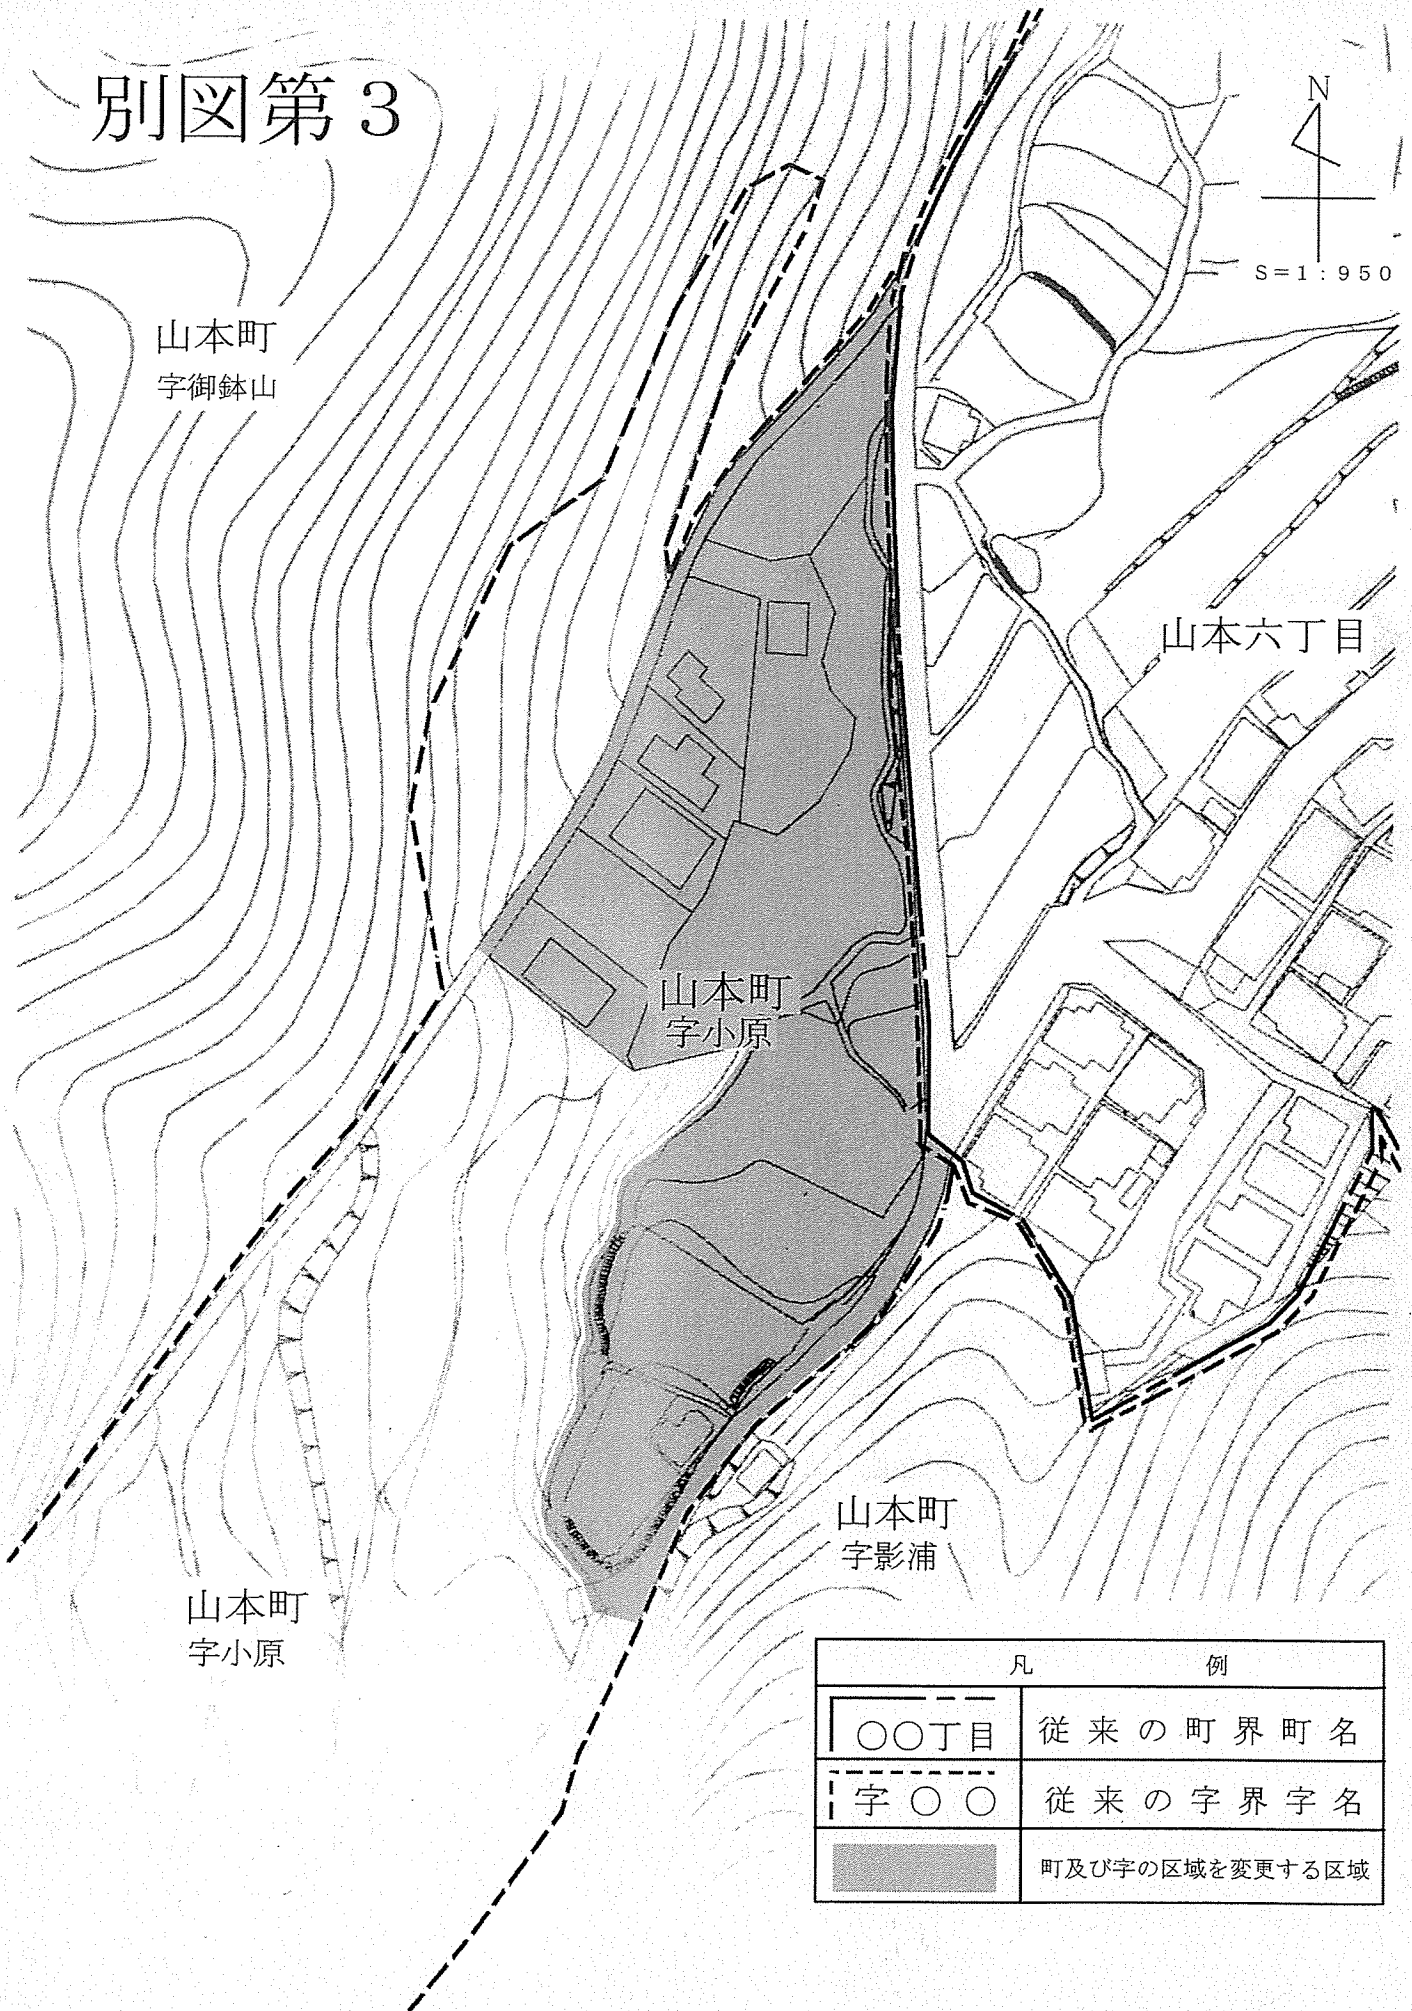 別図第3
N
S=1:950
山本町
字御鉢山
山本六丁目
山本町
字小原
山本町
字影浦
山本町
字小原
凡例
○○丁目
従来の町界町名
字○○
従来の字界字名
町及び字の区域を変更する区域